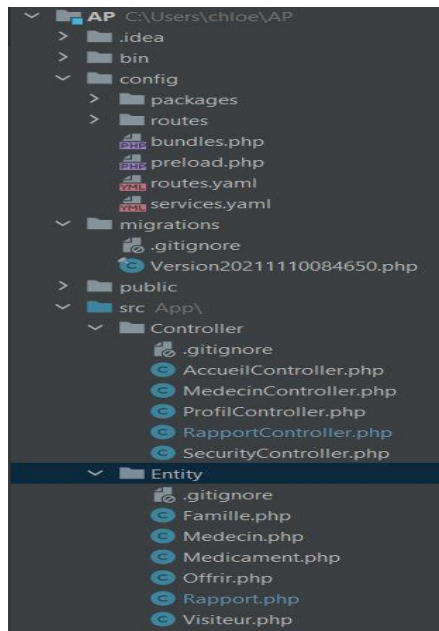 AP C:\Users\chloe\AP
.idea
bin
config
packages
routes
bundles.php
preload.php
routes.yaml
services.yaml
migrations
.gitignore
Version20211110084650.php
public
src App\
Controller
.gitignore
AccueilController.php
MedecinController.php
ProfilController.php
RapportController.php
SecurityController.php
Entity
.gitignore
Famille.php
Medecin.php
Medicament.php
Offrir.php
Rapport.php
Visiteur.php